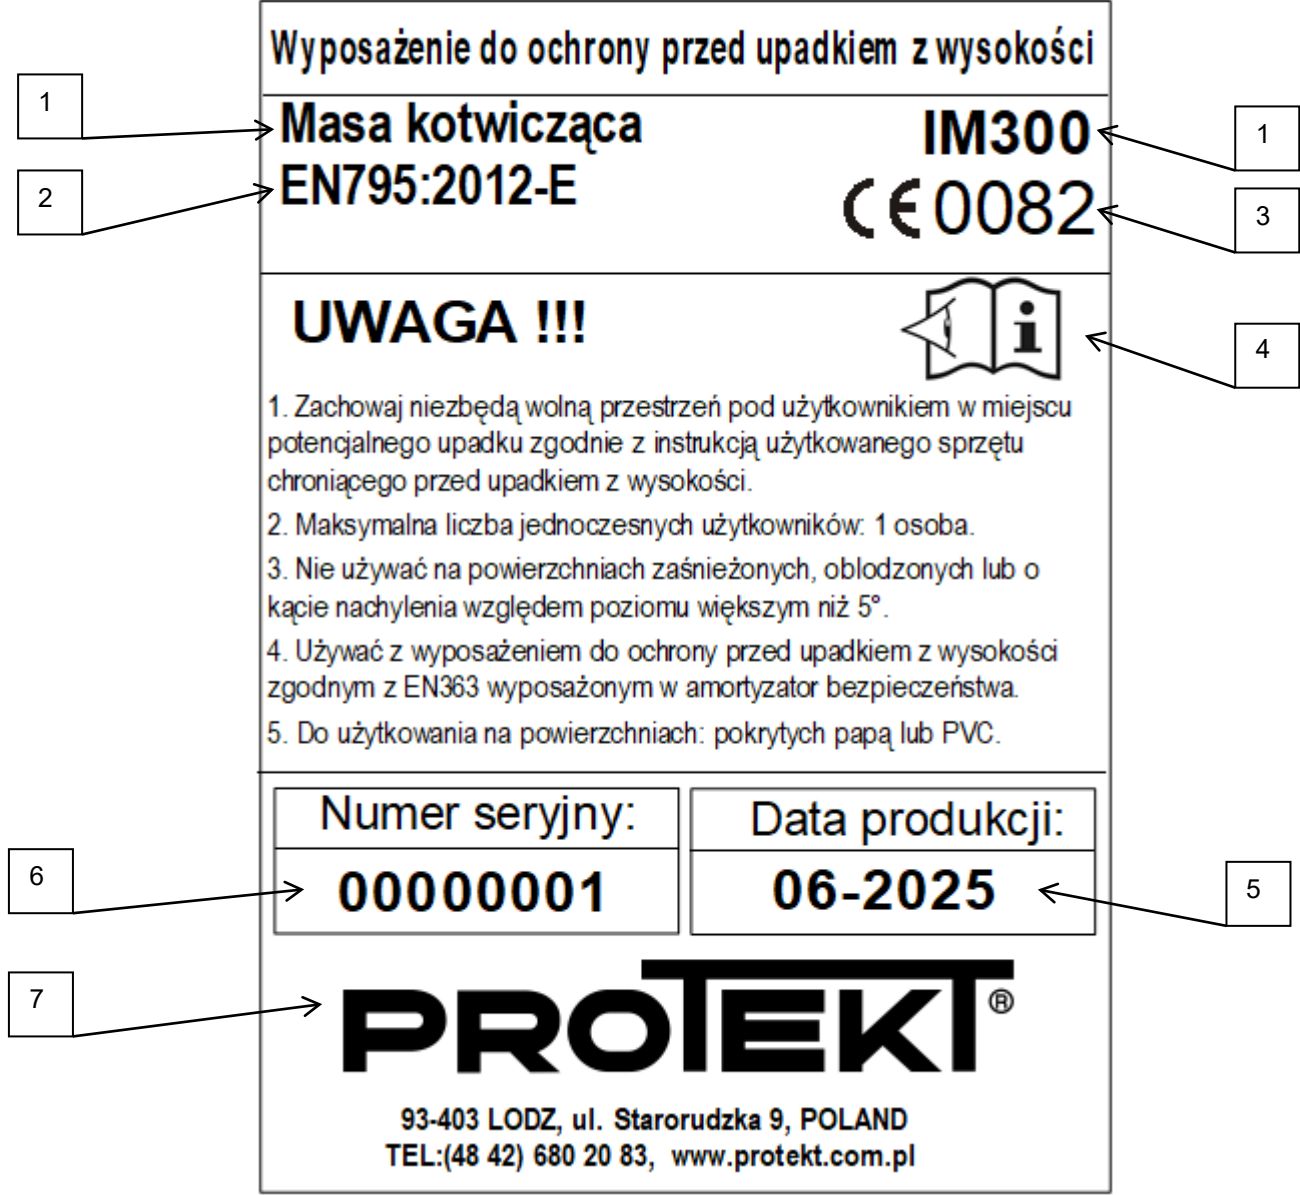 Wyposażenie do ochrony przed upadkiem z wysokości
1
Masa kotwicząca
IM300
1
2
EN795:2012-E
CE 0082
3
UWAGA !!!
i
4
1. Zachowaj niezbędą wolną przestrzeń pod użytkownikiem w miejscu
potencjalnego upadku zgodnie z instrukcją użytkowanego sprzętu
chroniącego przed upadkiem z wysokości.
2. Maksymalna liczba jednoczesnych użytkowników: 1 osoba.
3. Nie używać na powierzchniach zaśnieżonych, oblodzonych lub o
kącie nachylenia względem poziomu większym niż 5°.
4. Używać z wyposażeniem do ochrony przed upadkiem z wysokości
zgodnym z EN363 wyposażonym w amortyzator bezpieczeństwa.
5. Do użytkowania na powierzchniach: pokrytych papą lub PVC.
Numer seryjny:
Data produkcji:
6
00000001
06-2025
5
7
PROTEKT®
93-403 LODZ, ul. Starorudzka 9, POLAND
TEL:(48 42) 680 20 83, www.protekt.com.pl